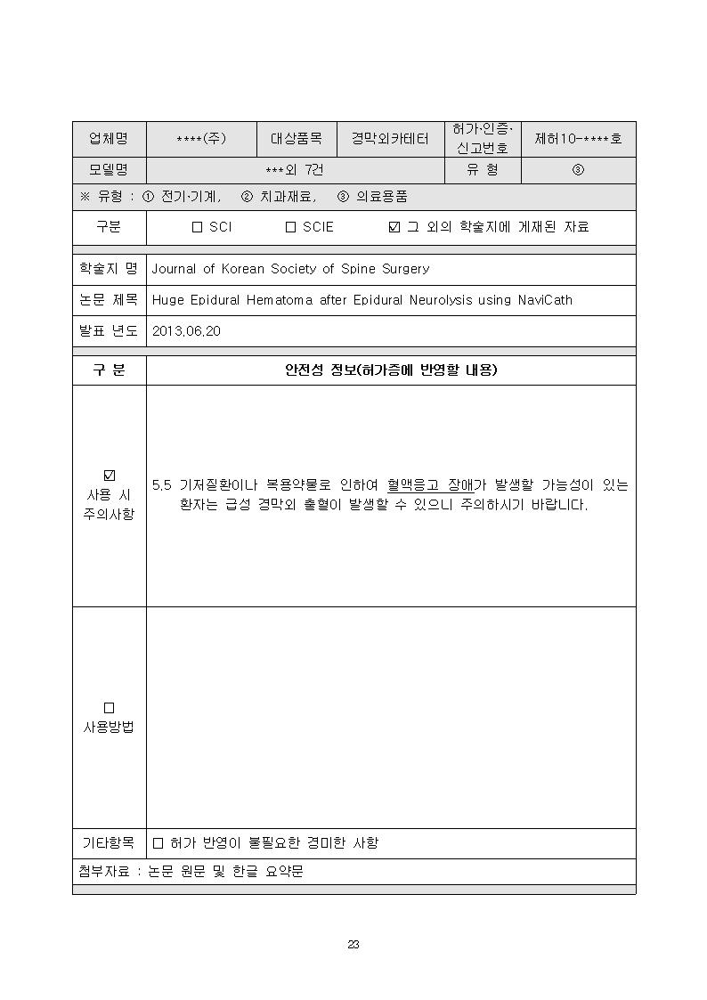 업체명 ****(주) 대상품목 경막외카테터 허가·인증·신고번호 제허10-****호
모델명 ***외 7건 유 형 ③
※ 유형 : ① 전기·기계, ② 치과재료, ③ 의료용품
구분 □ SCI □ SCIE ☑ 그 외의 학술지에 게재된 자료
학술지 명 Journal of Korean Society of Spine Surgery
논문 제목 Huge Epidural Hematoma after Epidural Neurolysis using NaviCath
발표 년도 2013.06.20
구 분 안전성 정보(허가증에 반영할 내용)
☑
사용 시
주의사항
5.5 기저질환이나 복용약물로 인하여 혈액응고 장애가 발생할 가능성이 있는
환자는 급성 경막외 출혈이 발생할 수 있으니 주의하시기 바랍니다.
□
사용방법
기타항목 □ 허가 반영이 불필요한 경미한 사항
첨부자료 : 논문 원문 및 한글 요약문
23